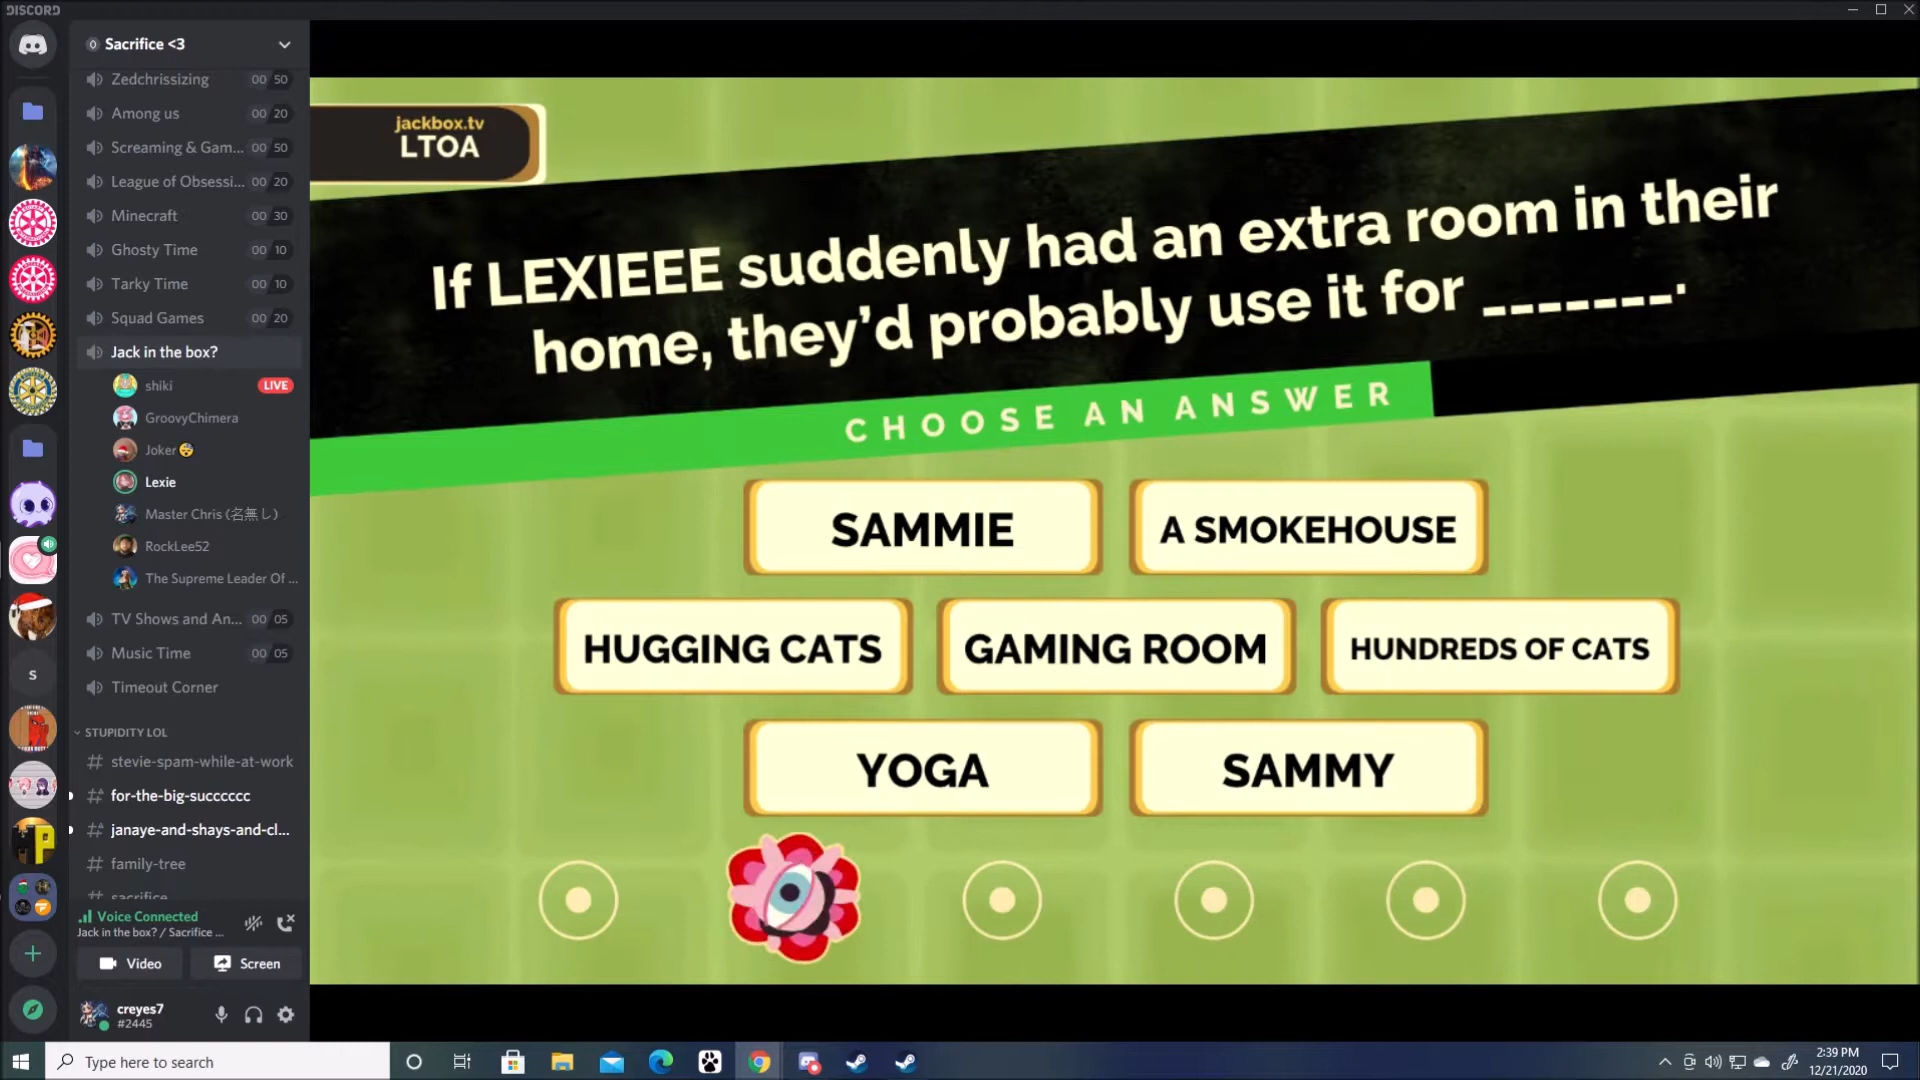 DISCORD
Sacrifice <3
Zedchrissizing 00 50
Among us 00 20
Screaming & Gam... 00 50
League of Obsessi... 00 20
Minecraft 00 30
Ghosty Time 00 10
Tarky Time 00 10
Squad Games 00 20
Jack in the box?
shiki LIVE
GroovyChimera
Joker😴
Lexie
Master Chris (名無し)
RockLee52
The Supreme Leader Of ...
TV Shows and An... 00 05
Music Time 00 05
Timeout Corner
STUPIDITY LOL
stevie-spam-while-at-work
for-the-big-succcccc
janaye-and-shays-and-cl...
family-tree
sacrifice
Voice Connected
Jack in the box? / Sacrifice ...
Video Screen
creyes7
#2445
S
P
jackbox.tv
LTOA
If LEXIEEE suddenly had an extra room in their
home, they'd probably use it for _______.
CHOOSE AN ANSWER
SAMMIE A SMOKEHOUSE
HUGGING CATS GAMING ROOM HUNDREDS OF CATS
YOGA SAMMY
Type here to search
2:39 PM
12/21/2020